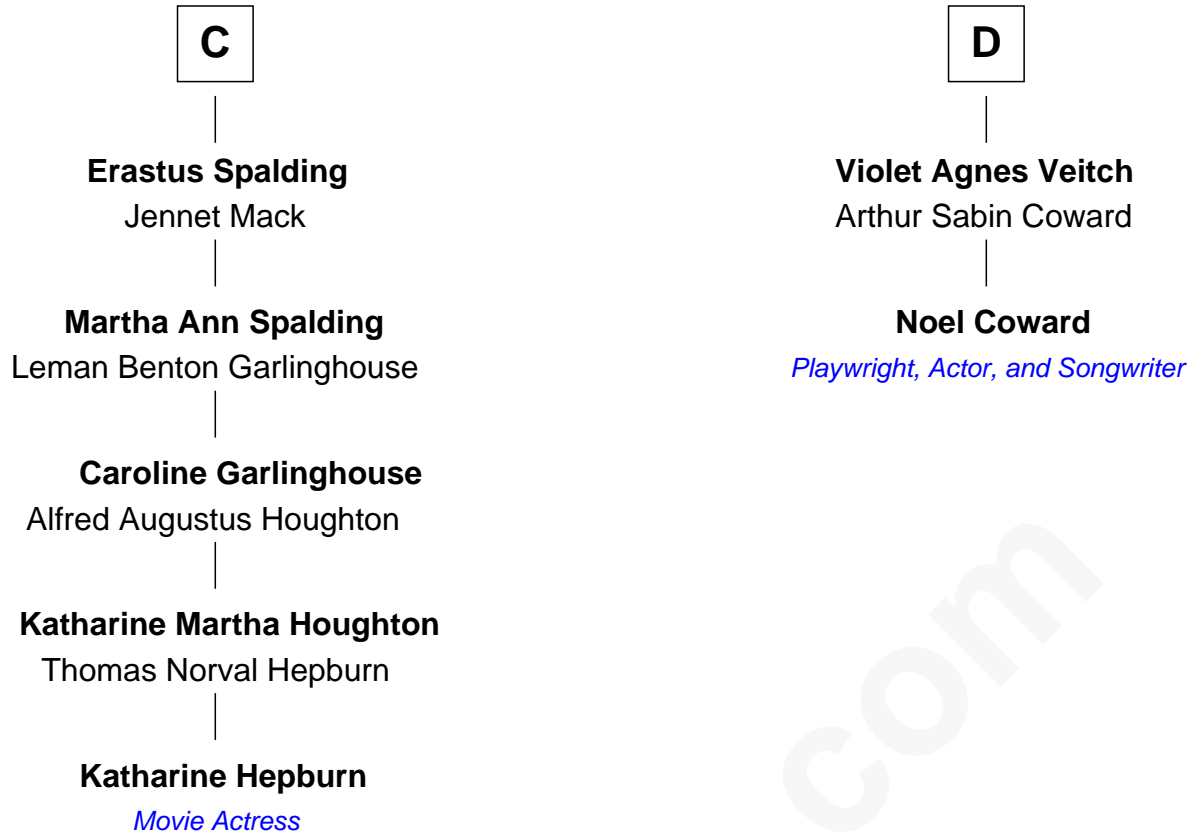 C
Erastus Spalding
Jennet Mack
Martha Ann Spalding
Leman Benton Garlinghouse
Caroline Garlinghouse
Alfred Augustus Houghton
Katharine Martha Houghton
Thomas Norval Hepburn
Katharine Hepburn
Movie Actress
D
Violet Agnes Veitch
Arthur Sabin Coward
Noel Coward
Playwright, Actor, and Songwriter
com